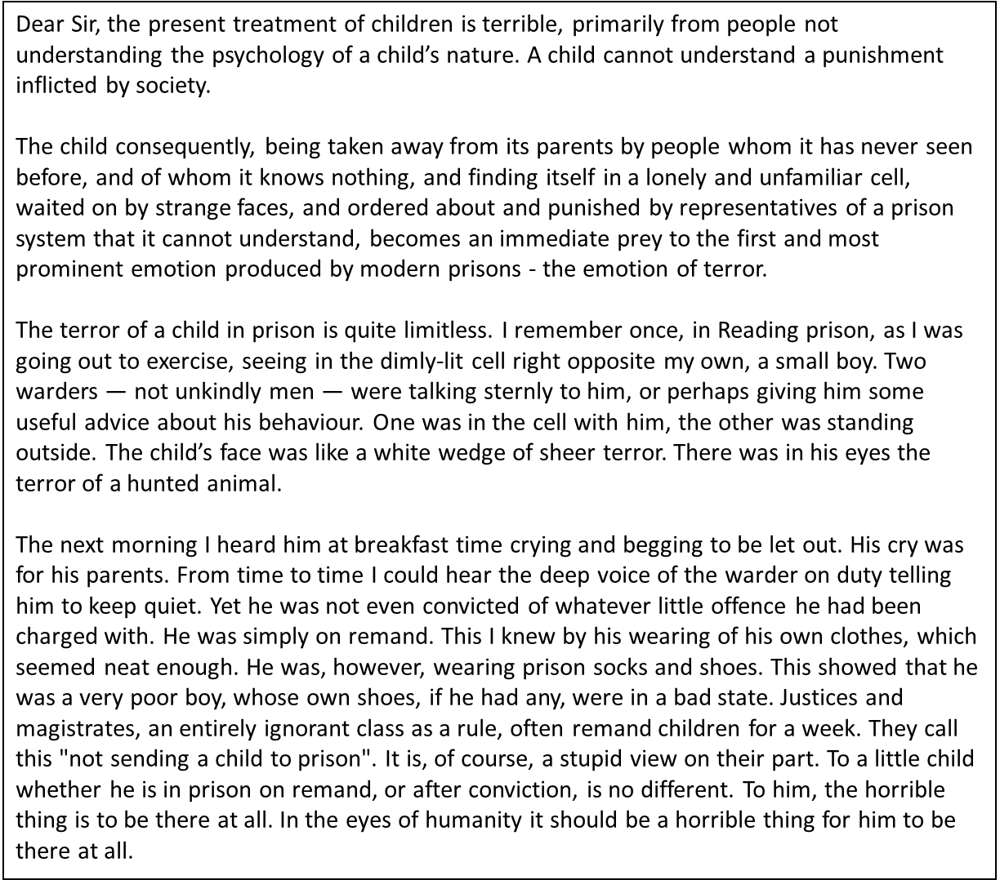 Dear Sir, the present treatment of children is terrible, primarily from people not
understanding the psychology of a child’s nature. A child cannot understand a punishment
inflicted by society.

The child consequently, being taken away from its parents by people whom it has never seen
before, and of whom it knows nothing, and finding itself in a lonely and unfamiliar cell,
waited on by strange faces, and ordered about and punished by representatives of a prison
system that it cannot understand, becomes an immediate prey to the first and most
prominent emotion produced by modern prisons - the emotion of terror.

The terror of a child in prison is quite limitless. I remember once, in Reading prison, as I was
going out to exercise, seeing in the dimly-lit cell right opposite my own, a small boy. Two
warders — not unkindly men — were talking sternly to him, or perhaps giving him some
useful advice about his behaviour. One was in the cell with him, the other was standing
outside. The child’s face was like a white wedge of sheer terror. There was in his eyes the
terror of a hunted animal.

The next morning I heard him at breakfast time crying and begging to be let out. His cry was
for his parents. From time to time I could hear the deep voice of the warder on duty telling
him to keep quiet. Yet he was not even convicted of whatever little offence he had been
charged with. He was simply on remand. This I knew by his wearing of his own clothes, which
seemed neat enough. He was, however, wearing prison socks and shoes. This showed that he
was a very poor boy, whose own shoes, if he had any, were in a bad state. Justices and
magistrates, an entirely ignorant class as a rule, often remand children for a week. They call
this "not sending a child to prison". It is, of course, a stupid view on their part. To a little child
whether he is in prison on remand, or after conviction, is no different. To him, the horrible
thing is to be there at all. In the eyes of humanity it should be a horrible thing for him to be
there at all.